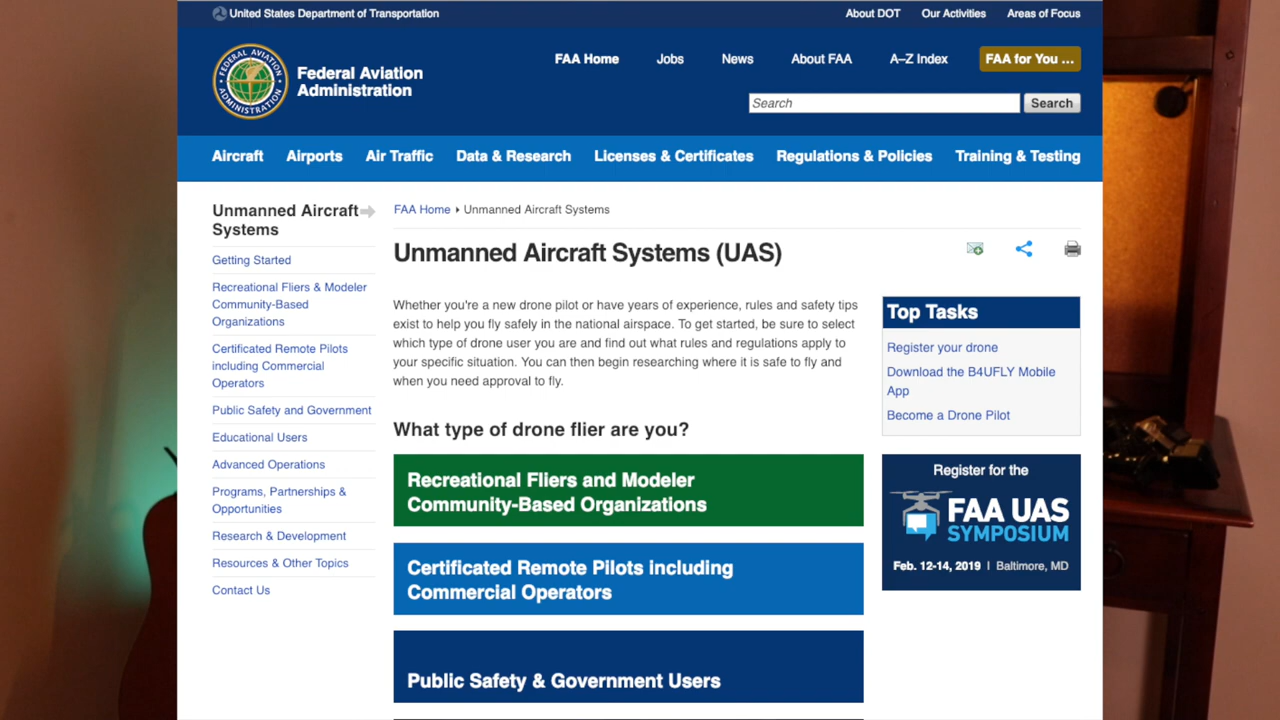 United States Department of Transportation
About DOT Our Activities Areas of Focus
FEDERAL AVIATION ADMINISTRATION
Federal Aviation
Administration
FAA Home Jobs News About FAA A–Z Index FAA for You ...
Search Search
Aircraft Airports Air Traffic Data & Research Licenses & Certificates Regulations & Policies Training & Testing
Unmanned Aircraft
Systems
Getting Started
Recreational Fliers & Modeler
Community-Based
Organizations
Certificated Remote Pilots
including Commercial
Operators
Public Safety and Government
Educational Users
Advanced Operations
Programs, Partnerships &
Opportunities
Research & Development
Resources & Other Topics
Contact Us
FAA Home Unmanned Aircraft Systems
Unmanned Aircraft Systems (UAS)
Whether you're a new drone pilot or have years of experience, rules and safety tips
exist to help you fly safely in the national airspace. To get started, be sure to select
which type of drone user you are and find out what rules and regulations apply to
your specific situation. You can then begin researching where it is safe to fly and
when you need approval to fly.
What type of drone flier are you?
Recreational Fliers and Modeler
Community-Based Organizations
Certificated Remote Pilots including
Commercial Operators
Public Safety & Government Users
Top Tasks
Register your drone
Download the B4UFLY Mobile
App
Become a Drone Pilot
Register for the
FAA UAS
SYMPOSIUM
Feb. 12-14, 2019 | Baltimore, MD